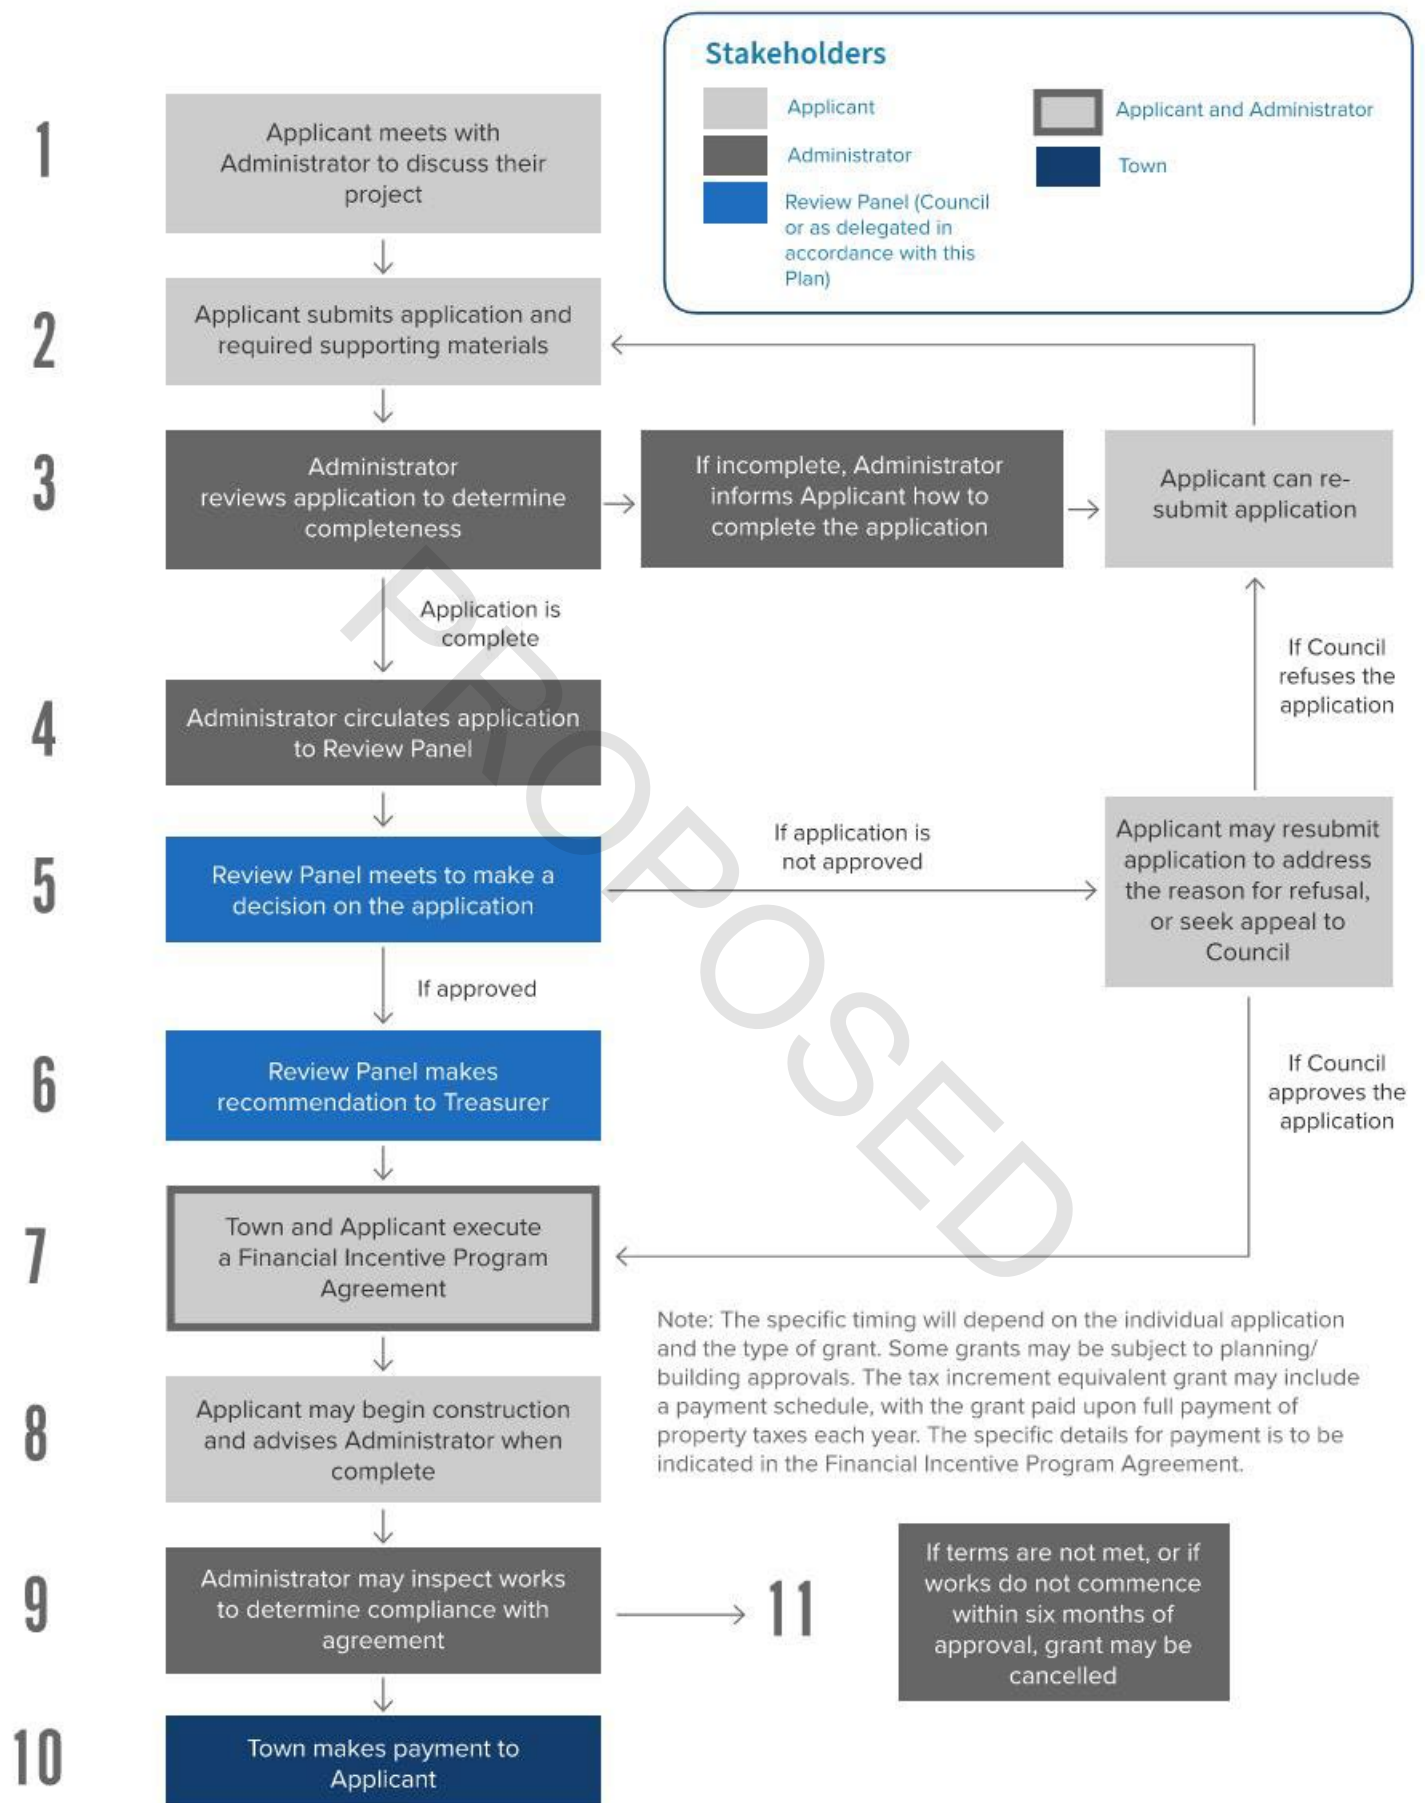 Stakeholders
Applicant
Administrator
Review Panel (Council
or as delegated in
accordance with this
Plan)
Applicant and Administrator
Town
1
Applicant meets with
Administrator to discuss their
project
2
Applicant submits application and
required supporting materials
3
Administrator
reviews application to determine
completeness
If incomplete, Administrator
informs Applicant how to
complete the application
Applicant can re-
submit application
Application is
complete
If Council
refuses the
application
4
Administrator circulates application
to Review Panel
5
Review Panel meets to make a
decision on the application
If application is
not approved
Applicant may resubmit
application to address
the reason for refusal,
or seek appeal to
Council
If approved
6
Review Panel makes
recommendation to Treasurer
If Council
approves the
application
7
Town and Applicant execute
a Financial Incentive Program
Agreement
Note: The specific timing will depend on the individual application
and the type of grant. Some grants may be subject to planning/
building approvals. The tax increment equivalent grant may include
a payment schedule, with the grant paid upon full payment of
property taxes each year. The specific details for payment is to be
indicated in the Financial Incentive Program Agreement.
8
Applicant may begin construction
and advises Administrator when
complete
9
Administrator may inspect works
to determine compliance with
agreement
11
If terms are not met, or if
works do not commence
within six months of
approval, grant may be
cancelled
10
Town makes payment to
Applicant
PROPOSED